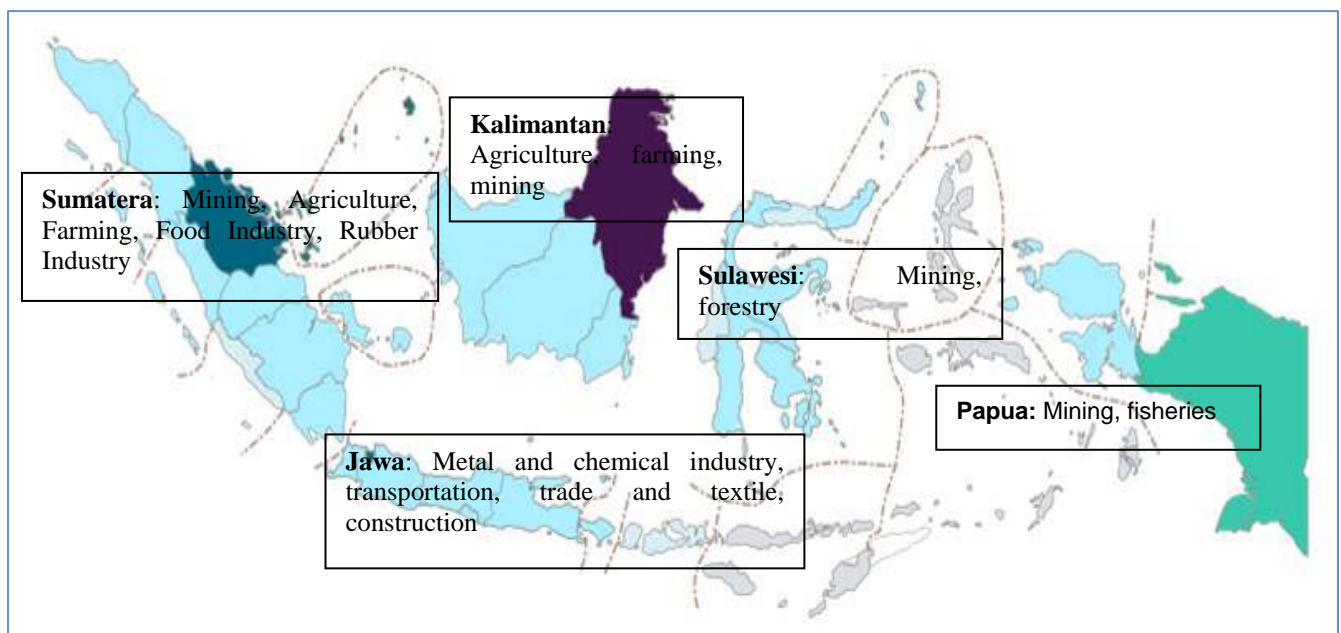 Kalimantan:
Agriculture, farming,
mining
Sumatera: Mining, Agriculture,
Farming, Food Industry, Rubber
Industry
Sulawesi: Mining,
forestry
Papua: Mining, fisheries
Jawa: Metal and chemical industry,
transportation, trade and textile,
construction